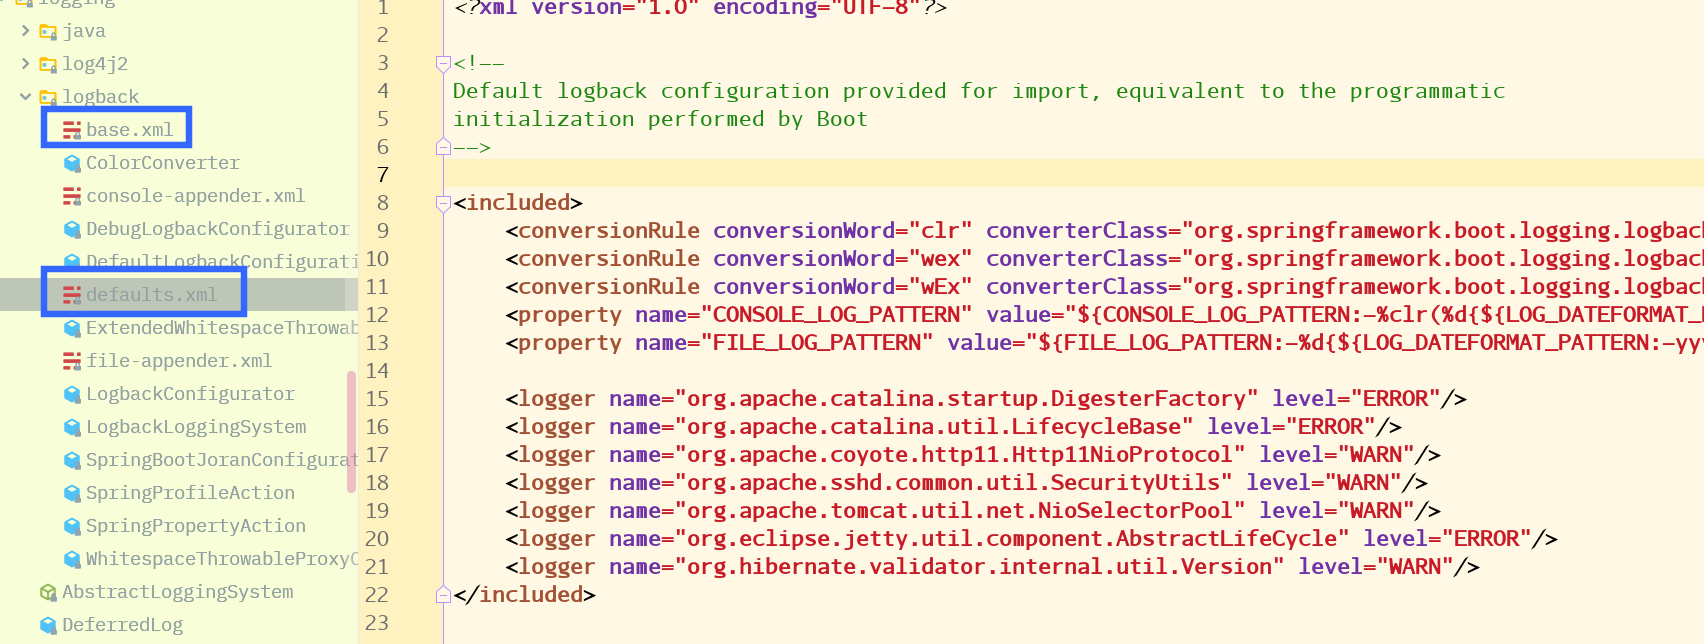 logging
java
log4j2
logback
base.xml
ColorConverter
console-appender.xml
DebugLogbackConfigurator
DefaultLogbackConfigurati
defaults.xml
ExtendedWhitespaceThrowab
file-appender.xml
LogbackConfigurator
LogbackLoggingSystem
SpringBootJoranConfigurat
SpringProfileAction
SpringPropertyAction
WhitespaceThrowableProxyC
AbstractLoggingSystem
DeferredLog
1 <?xml version="1.0" encoding="UTF-8"?>
2
3 <!--
4 Default logback configuration provided for import, equivalent to the programmatic
5 initialization performed by Boot
6 -->
7
8 <included>
9 <conversionRule conversionWord="clr" converterClass="org.springframework.boot.logging.logbac
10 <conversionRule conversionWord="wex" converterClass="org.springframework.boot.logging.logbac
11 <conversionRule conversionWord="wEx" converterClass="org.springframework.boot.logging.logbac
12 <property name="CONSOLE_LOG_PATTERN" value="${CONSOLE_LOG_PATTERN:-%clr(%d{${LOG_DATEFORMAT_
13 <property name="FILE_LOG_PATTERN" value="${FILE_LOG_PATTERN:-%d{${LOG_DATEFORMAT_PATTERN:-yyy
14
15 <logger name="org.apache.catalina.startup.DigesterFactory" level="ERROR"/>
16 <logger name="org.apache.catalina.util.LifecycleBase" level="ERROR"/>
17 <logger name="org.apache.coyote.http11.Http11NioProtocol" level="WARN"/>
18 <logger name="org.apache.sshd.common.util.SecurityUtils" level="WARN"/>
19 <logger name="org.apache.tomcat.util.net.NioSelectorPool" level="WARN"/>
20 <logger name="org.eclipse.jetty.util.component.AbstractLifeCycle" level="ERROR"/>
21 <logger name="org.hibernate.validator.internal.util.Version" level="WARN"/>
22 </included>
23